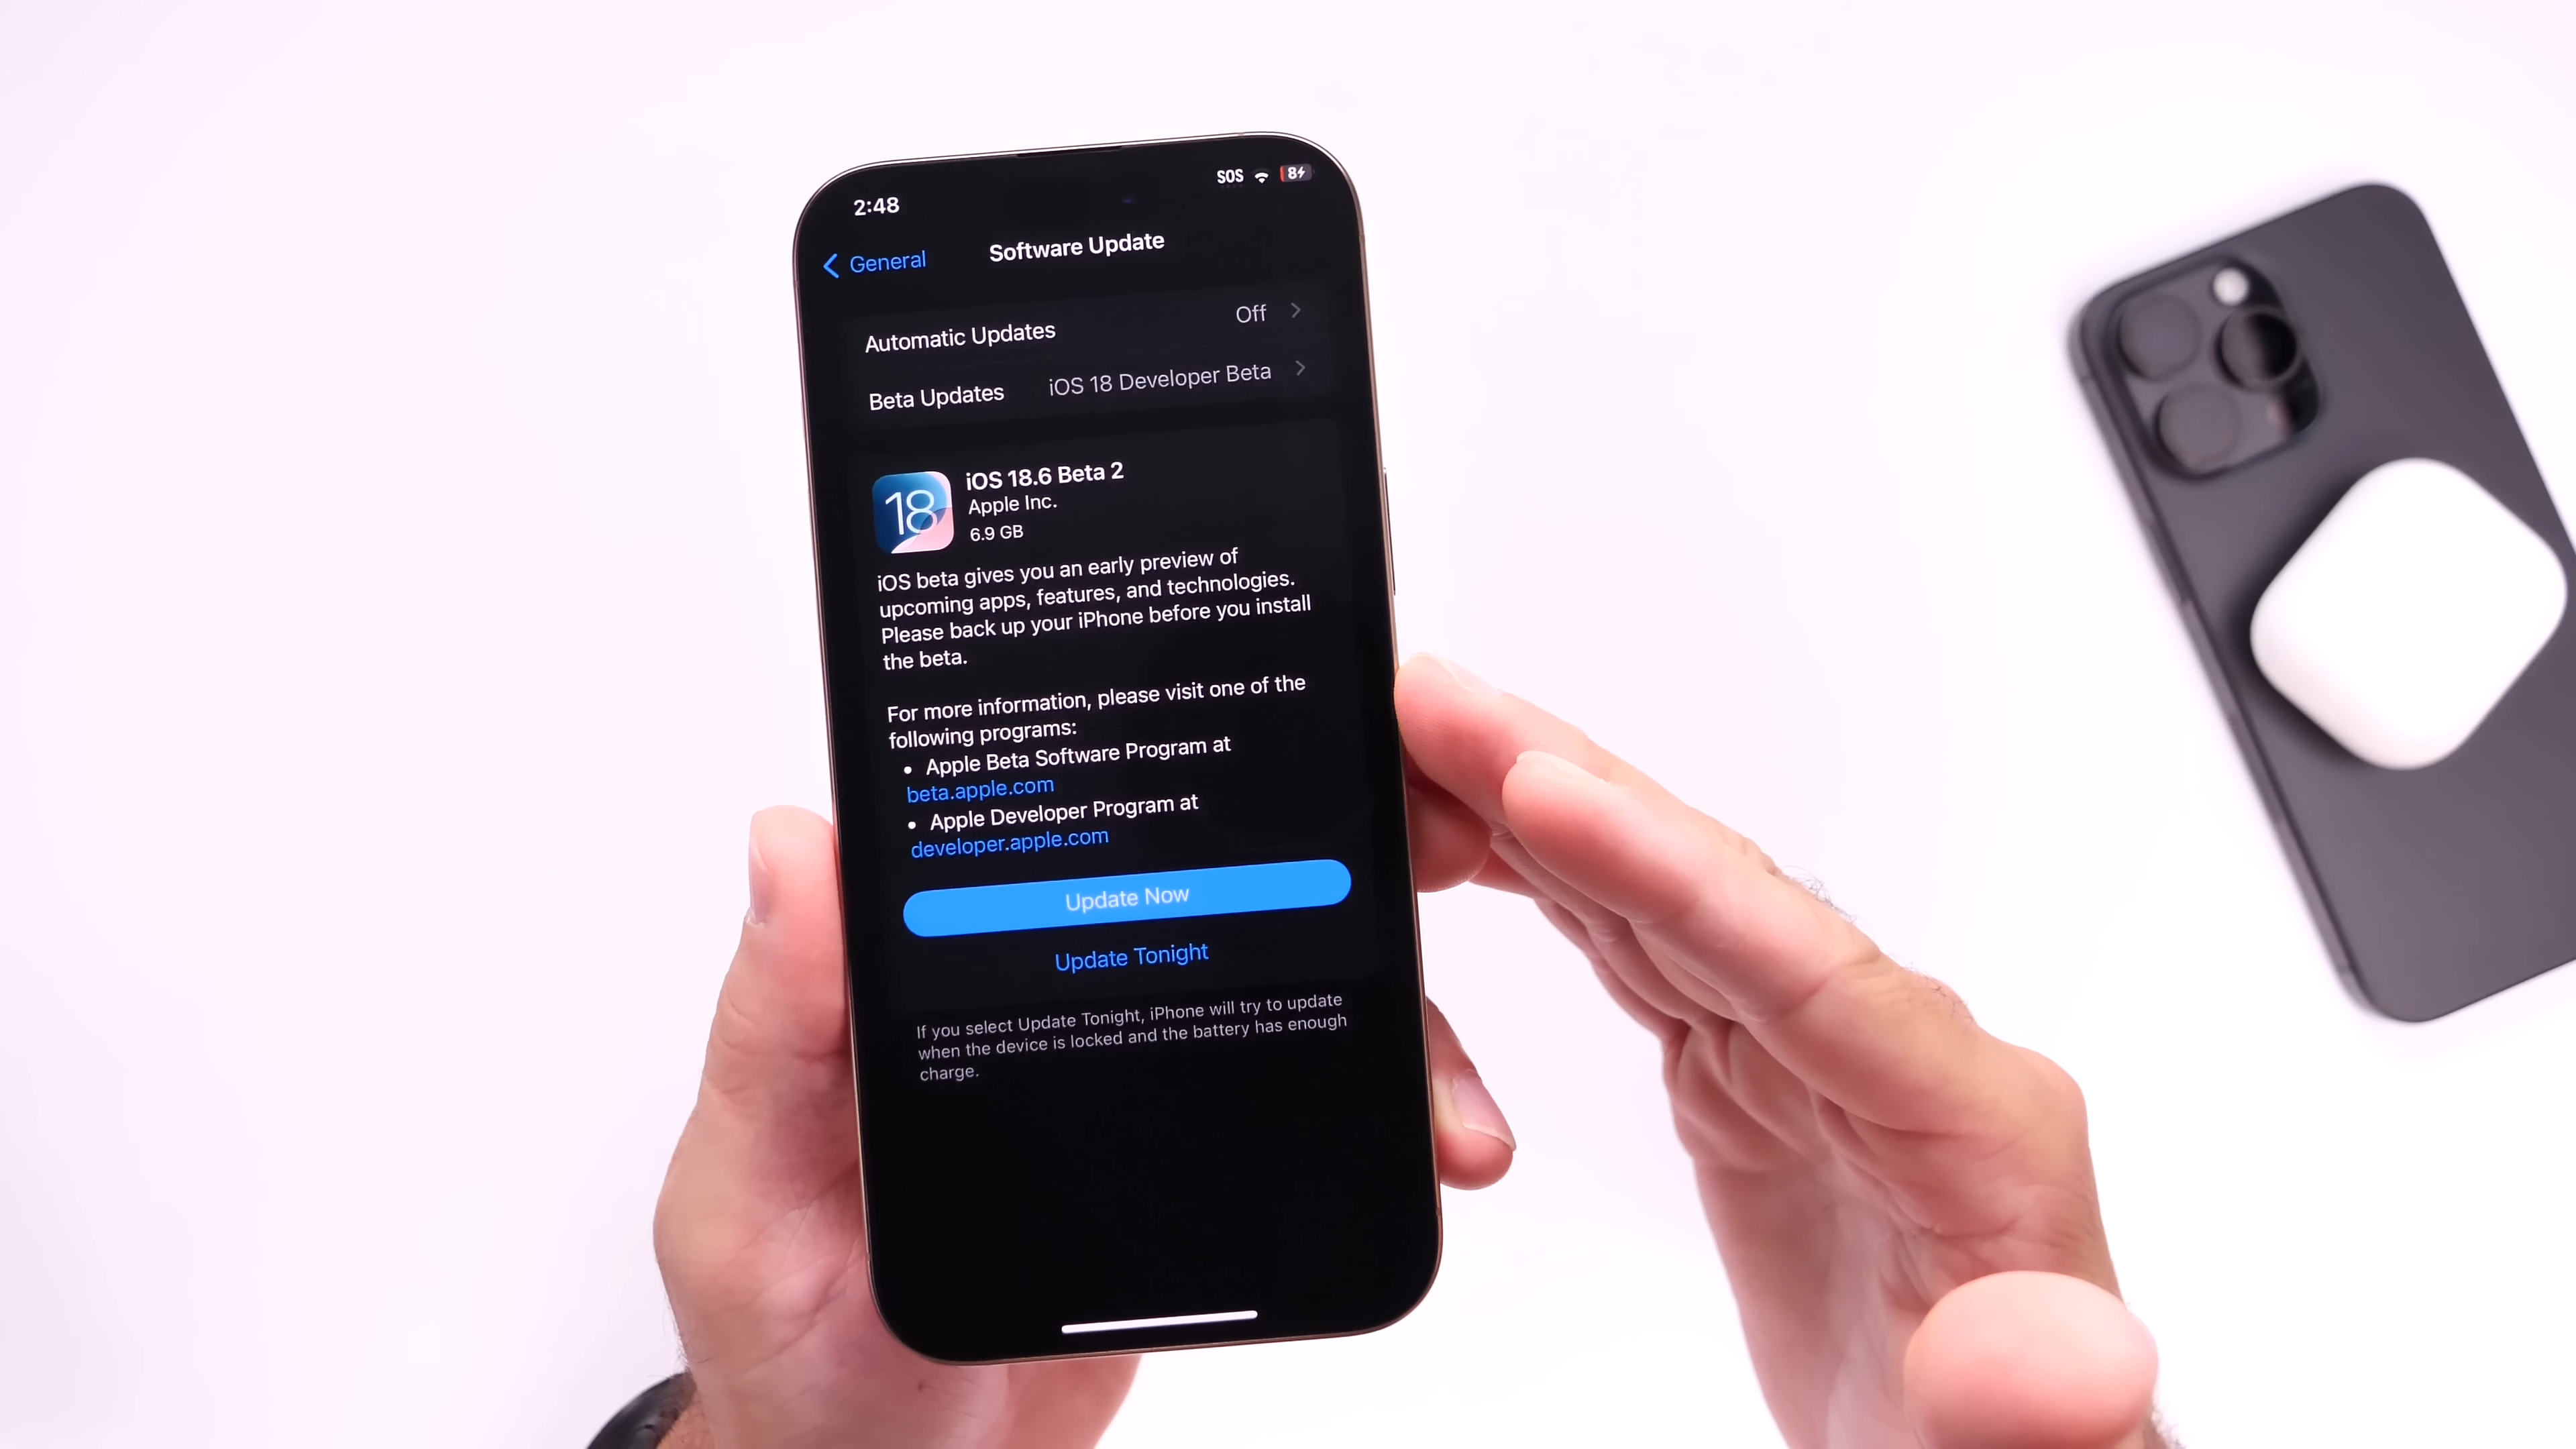 2:48
SOS 8
General
Software Update
Automatic Updates Off
Beta Updates iOS 18 Developer Beta
18
iOS 18.6 Beta 2
Apple Inc.
6.9 GB
iOS beta gives you an early preview of
upcoming apps, features, and technologies.
Please back up your iPhone before you install
the beta.
For more information, please visit one of the
following programs:
• Apple Beta Software Program at
beta.apple.com
• Apple Developer Program at
developer.apple.com
Update Now
Update Tonight
If you select Update Tonight, iPhone will try to update
when the device is locked and the battery has enough
charge.